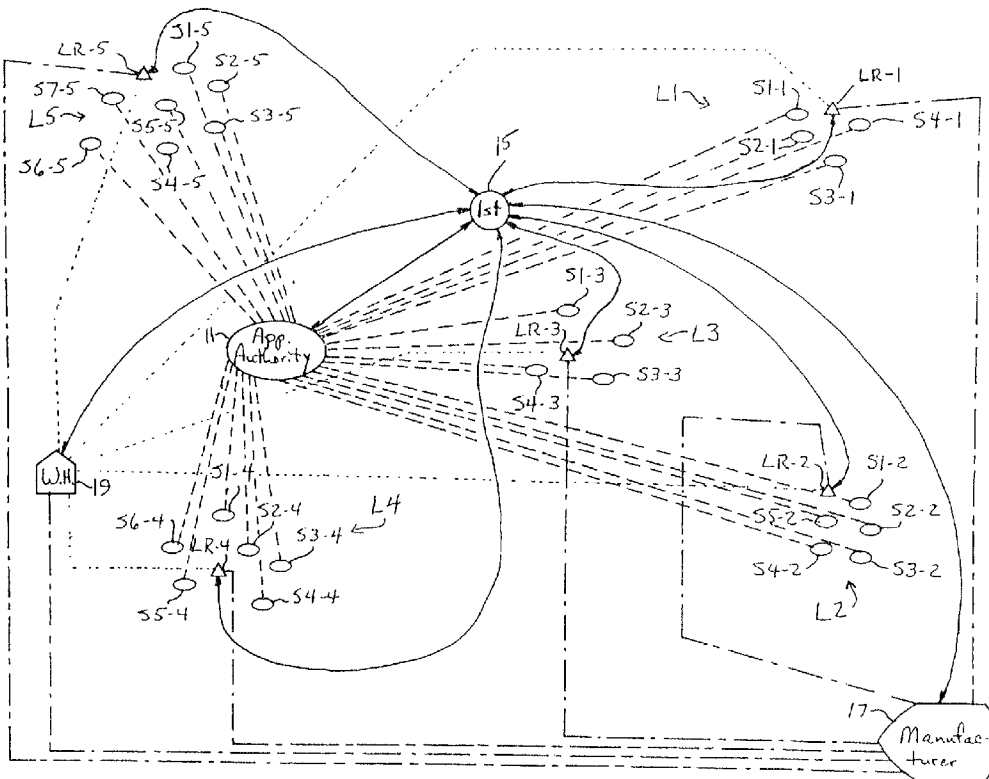 S1-5
LR-5
S2-5
S7-5
L5
S5-5
S3-5
S6-5
S4-5
15
1st
L1
S1-1
LR-1
S2-1
S4-1
S3-1
11
App.
Authority
S1-3
LR-3
S2-3
L3
S4-3
S3-3
W.H.
19
S1-4
S6-4
S2-4
L4
LR-4
S3-4
S5-4
S4-4
LR-2
S1-2
S5-2
S2-2
S4-2
S3-2
L2
17
Manufac-
turer